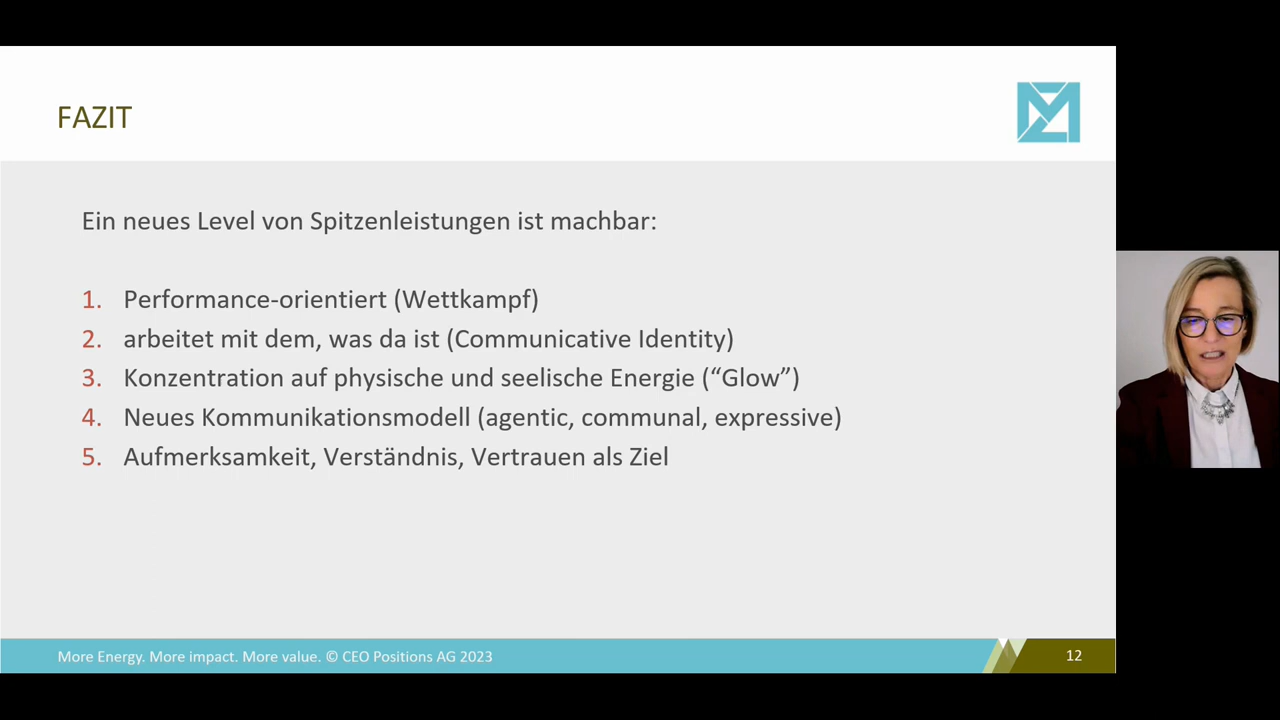 FAZIT
Ein neues Level von Spitzenleistungen ist machbar:
1. Performance-orientiert (Wettkampf)
2. arbeitet mit dem, was da ist (Communicative Identity)
3. Konzentration auf physische und seelische Energie (“Glow”)
4. Neues Kommunikationsmodell (agentic, communal, expressive)
5. Aufmerksamkeit, Verständnis, Vertrauen als Ziel
More Energy. More impact. More value. © CEO Positions AG 2023
12